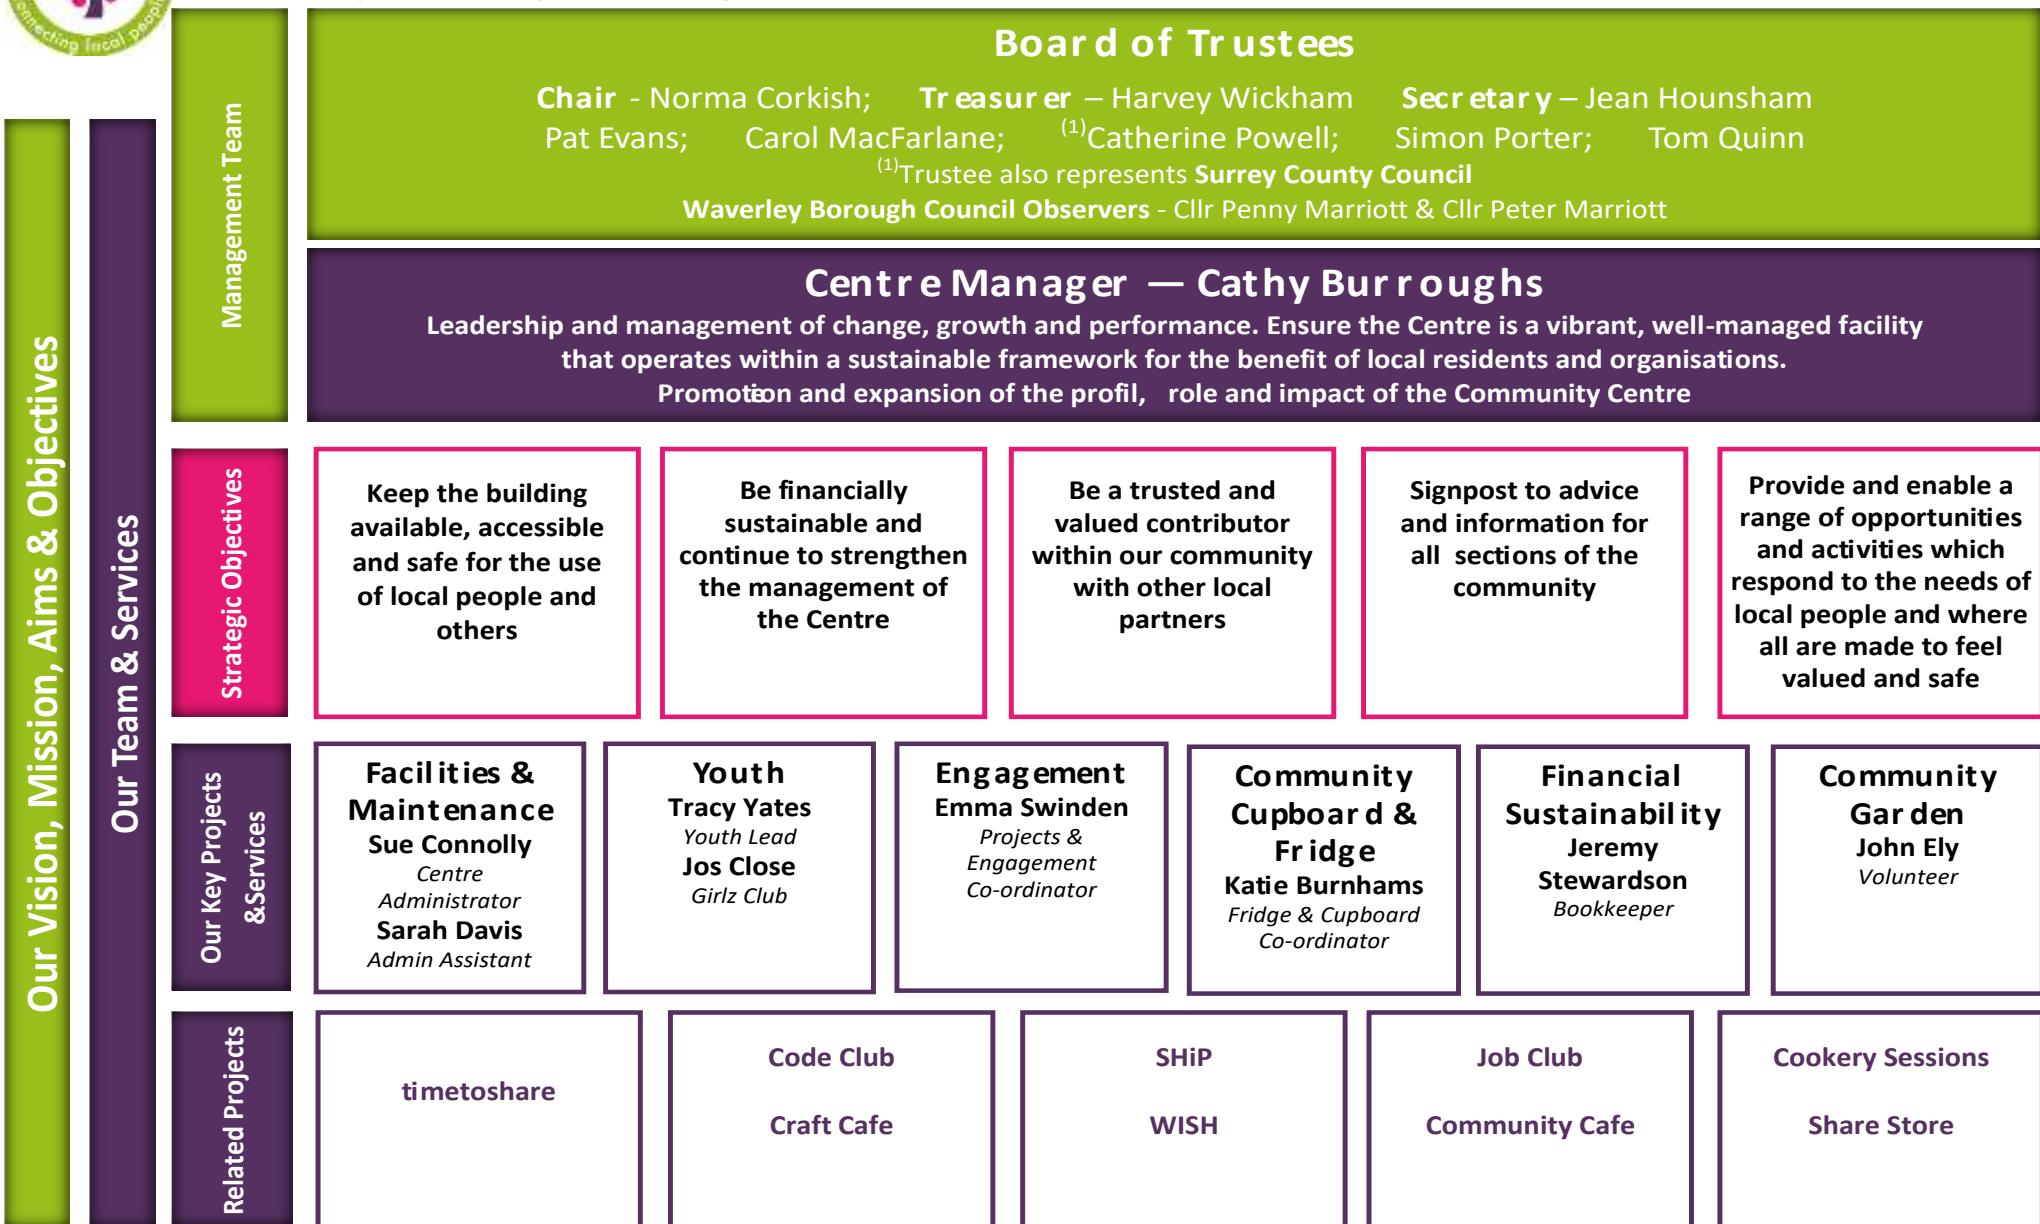 connecting local people
Board of Trustees
Chair - Norma Corkish; Treasurer – Harvey Wickham Secretary – Jean Hounsham
Pat Evans; Carol MacFarlane; (1)Catherine Powell; Simon Porter; Tom Quinn
(1)Trustee also represents Surrey County Council
Waverley Borough Council Observers - Cllr Penny Marriott & Cllr Peter Marriott
Management Team
Centre Manager — Cathy Burroughs
Leadership and management of change, growth and performance. Ensure the Centre is a vibrant, well-managed facility
that operates within a sustainable framework for the benefit of local residents and organisations.
Promotion and expansion of the profil, role and impact of the Community Centre
Our Vision, Mission, Aims & Objectives
Our Team & Services
Strategic Objectives
Keep the building
available, accessible
and safe for the use
of local people and
others
Be financially
sustainable and
continue to strengthen
the management of
the Centre
Be a trusted and
valued contributor
within our community
with other local
partners
Signpost to advice
and information for
all sections of the
community
Provide and enable a
range of opportunities
and activities which
respond to the needs of
local people and where
all are made to feel
valued and safe
Our Key Projects
&Services
Facilities &
Maintenance
Sue Connolly
Centre
Administrator
Sarah Davis
Admin Assistant
Youth
Tracy Yates
Youth Lead
Jos Close
Girlz Club
Engagement
Emma Swinden
Projects &
Engagement
Co-ordinator
Community
Cupboard &
Fridge
Katie Burnhams
Fridge & Cupboard
Co-ordinator
Financial
Sustainability
Jeremy
Stewardson
Bookkeeper
Community
Garden
John Ely
Volunteer
Related Projects
timetoshare
Code Club
Craft Cafe
SHiP
WISH
Job Club
Community Cafe
Cookery Sessions
Share Store